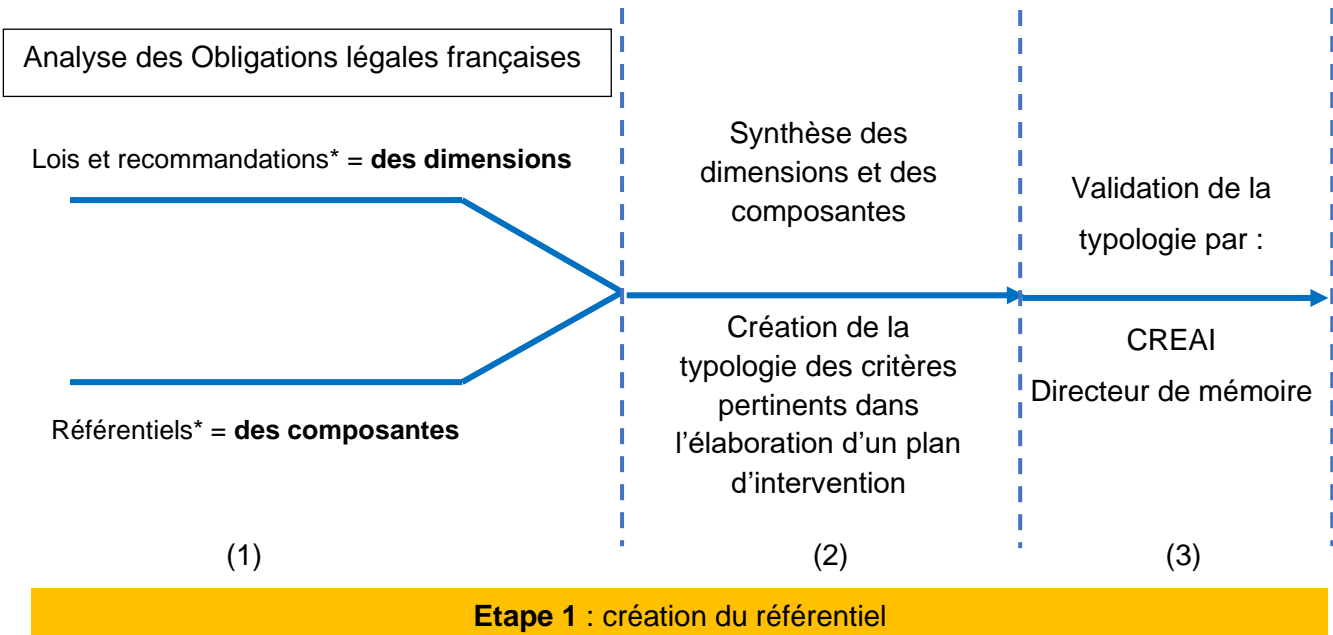 Analyse des Obligations légales françaises
Lois et recommandations* = des dimensions
Référentiels* = des composantes
(1)
Synthèse des
dimensions et des
composantes
Création de la
typologie des critères
pertinents dans
l’élaboration d’un plan
d’intervention
(2)
Validation de la
typologie par :
CREAI
Directeur de mémoire
(3)
Etape 1 : création du référentiel